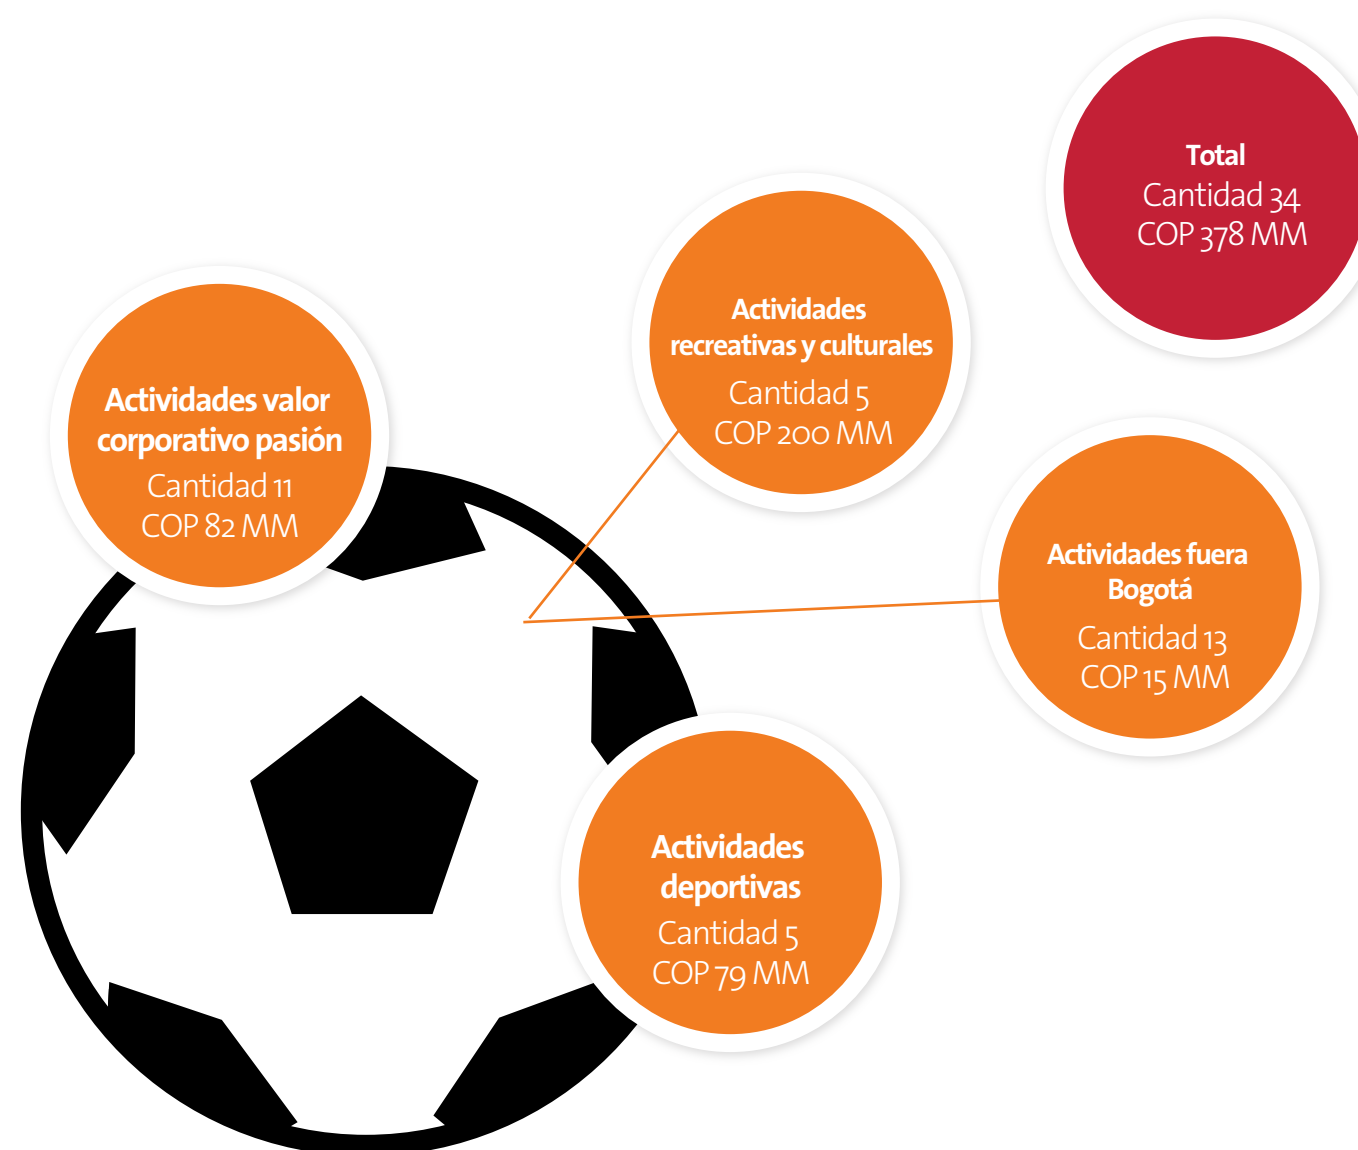 Total
Cantidad 34
COP 378 MM
Actividades
recreativas y culturales
Cantidad 5
COP 200 MM
Actividades valor
corporativo pasión
Cantidad 11
COP 82 MM
Actividades fuera
Bogotá
Cantidad 13
COP 15 MM
Actividades
deportivas
Cantidad 5
COP 79 MM